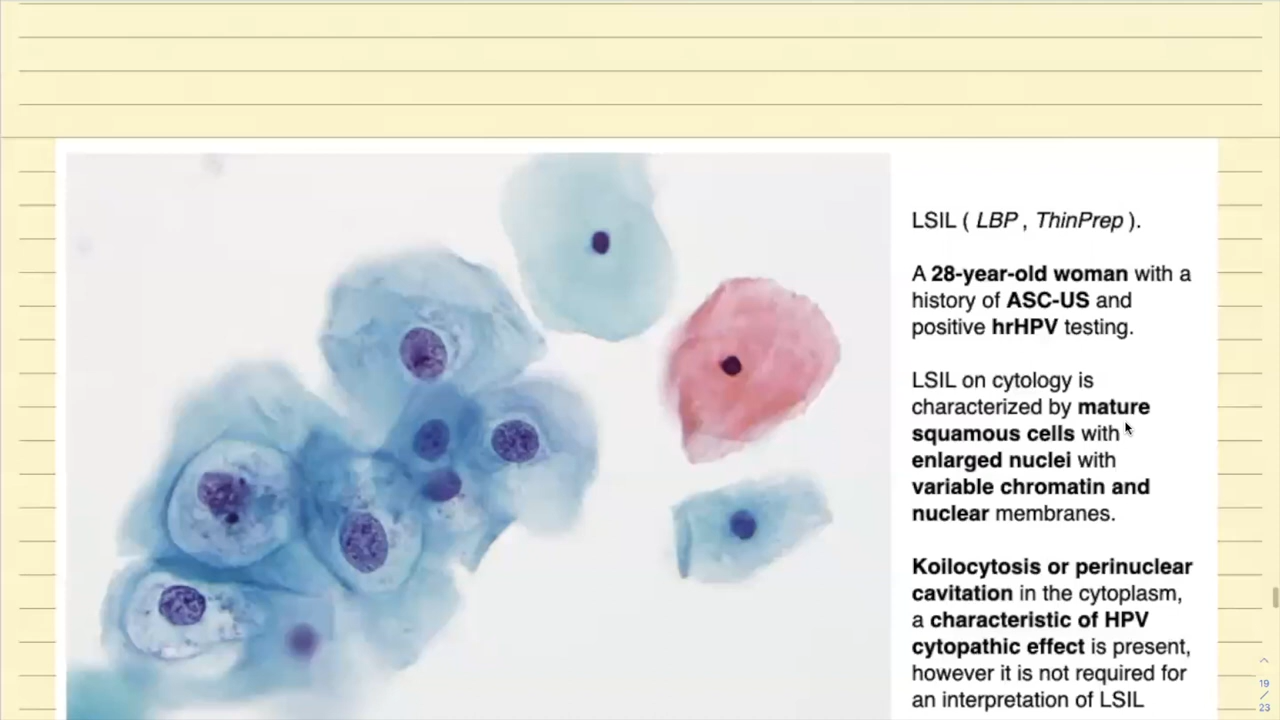 LSIL ( LBP , ThinPrep ).
A 28-year-old woman with a
history of ASC-US and
positive hrHPV testing.
LSIL on cytology is
characterized by mature
squamous cells with
enlarged nuclei with
variable chromatin and
nuclear membranes.
Koilocytosis or perinuclear
cavitation in the cytoplasm,
a characteristic of HPV
cytopathic effect is present,
however it is not required for
an interpretation of LSIL
19
/
23